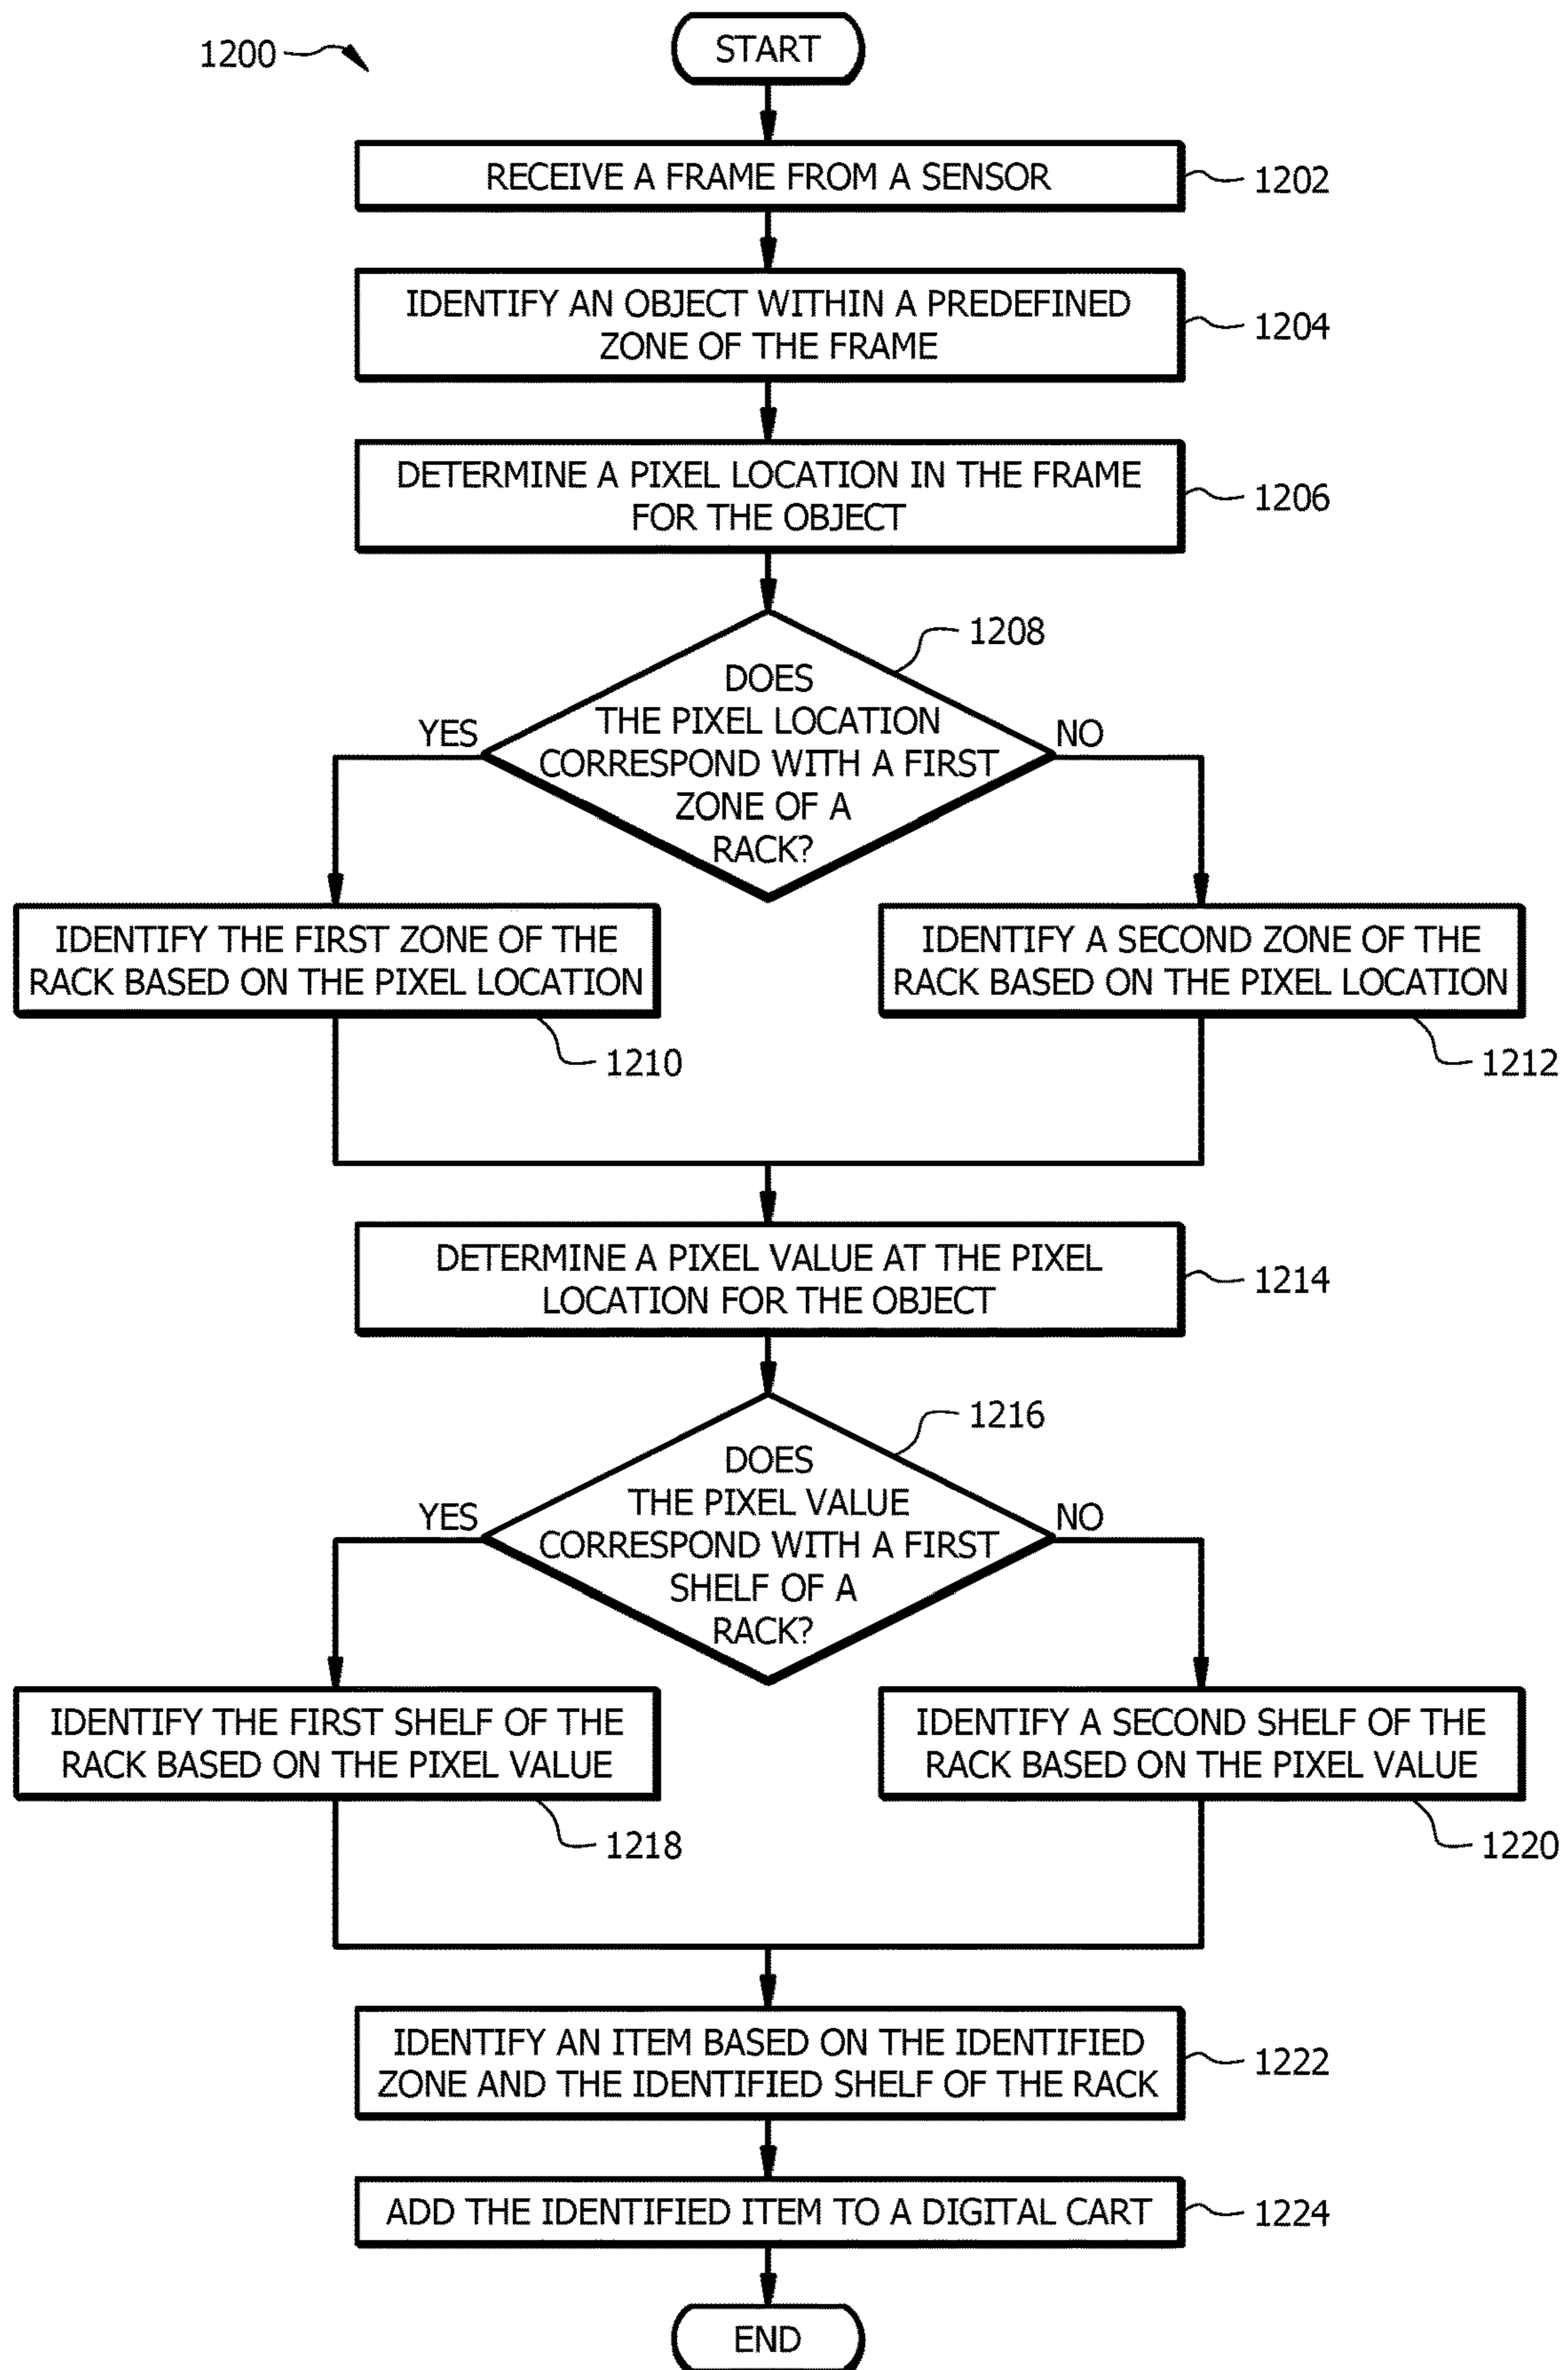 1200
START
RECEIVE A FRAME FROM A SENSOR
1202
IDENTIFY AN OBJECT WITHIN A PREDEFINED
ZONE OF THE FRAME
1204
DETERMINE A PIXEL LOCATION IN THE FRAME
FOR THE OBJECT
1206
1208
DOES
THE PIXEL LOCATION
CORRESPOND WITH A FIRST
ZONE OF A
RACK?
YES
NO
IDENTIFY THE FIRST ZONE OF THE
RACK BASED ON THE PIXEL LOCATION
1210
IDENTIFY A SECOND ZONE OF THE
RACK BASED ON THE PIXEL LOCATION
1212
DETERMINE A PIXEL VALUE AT THE PIXEL
LOCATION FOR THE OBJECT
1214
1216
DOES
THE PIXEL VALUE
CORRESPOND WITH A FIRST
SHELF OF A
RACK?
YES
NO
IDENTIFY THE FIRST SHELF OF THE
RACK BASED ON THE PIXEL VALUE
1218
IDENTIFY A SECOND SHELF OF THE
RACK BASED ON THE PIXEL VALUE
1220
IDENTIFY AN ITEM BASED ON THE IDENTIFIED
ZONE AND THE IDENTIFIED SHELF OF THE RACK
1222
ADD THE IDENTIFIED ITEM TO A DIGITAL CART
1224
END